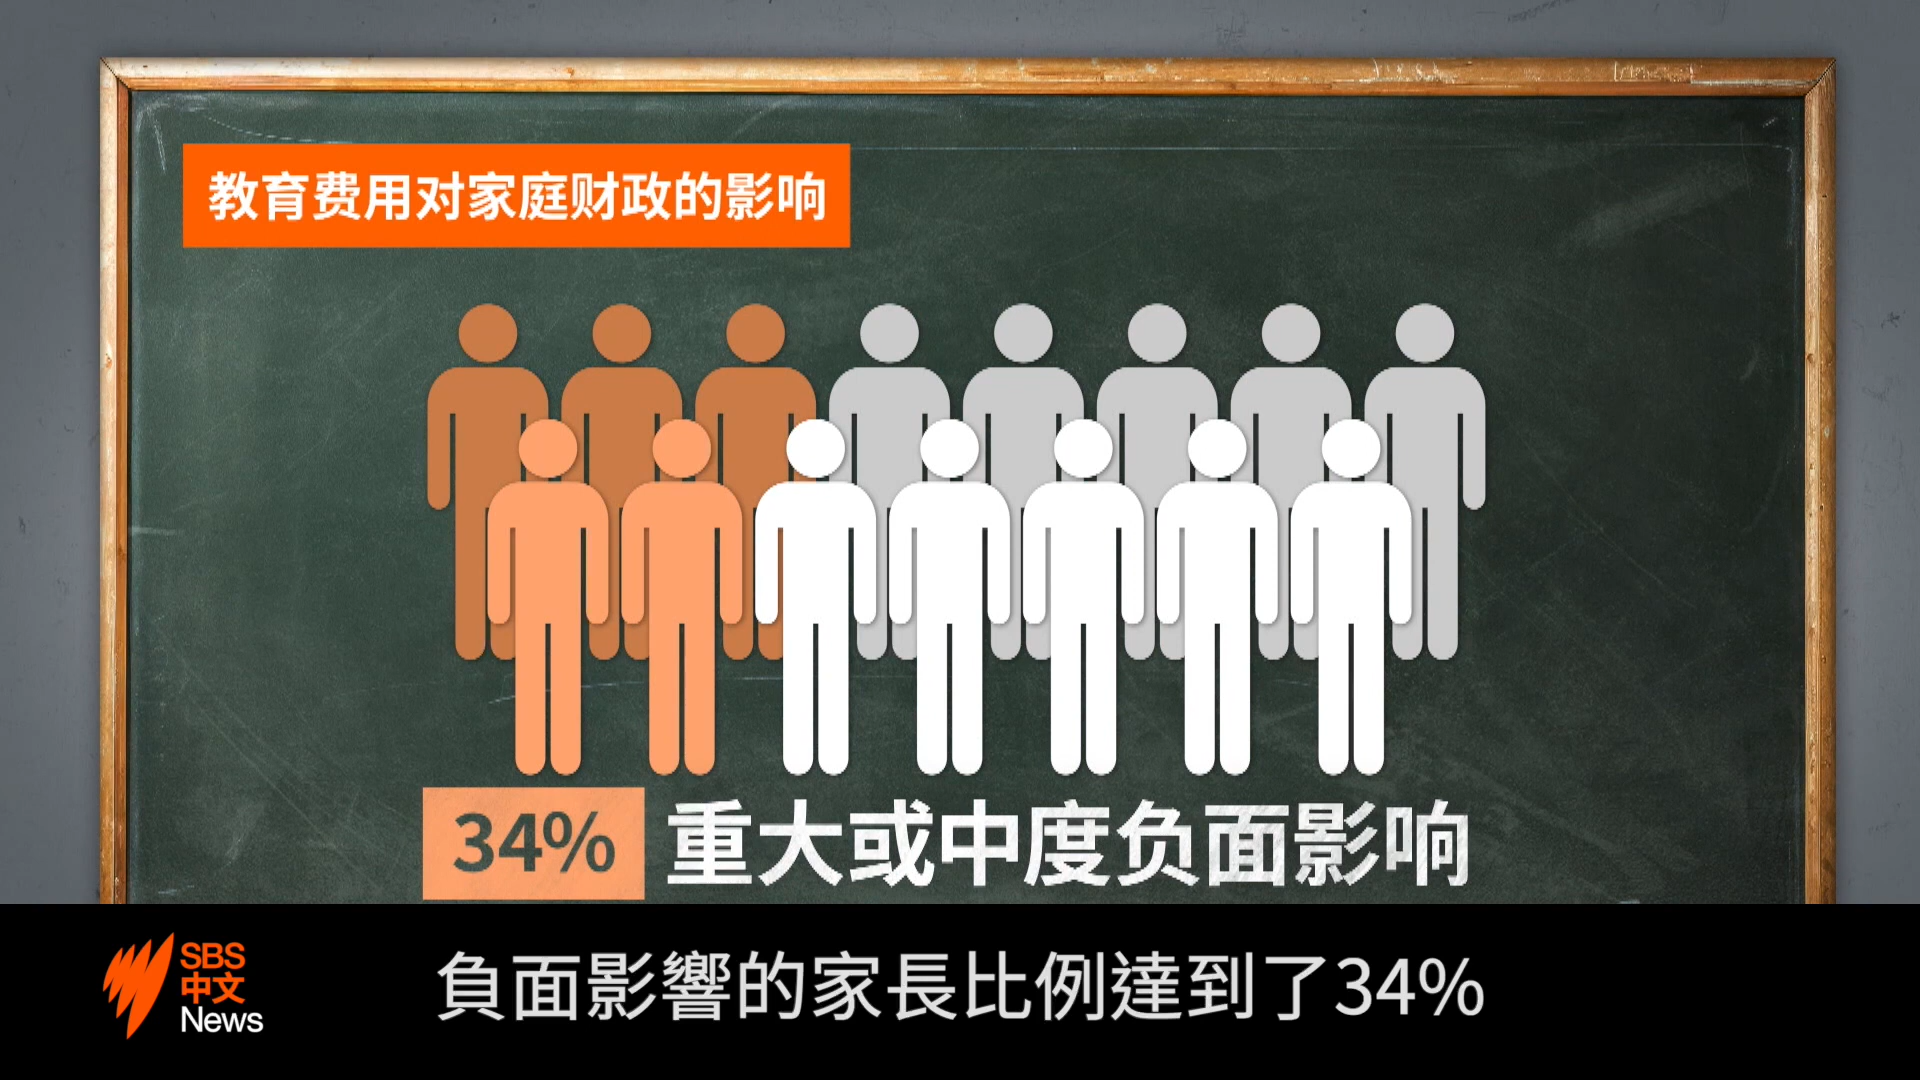 教育费用对家庭财政的影响
34% 重大或中度负面影响
SBS
中文
News
負面影響的家長比例達到了34%